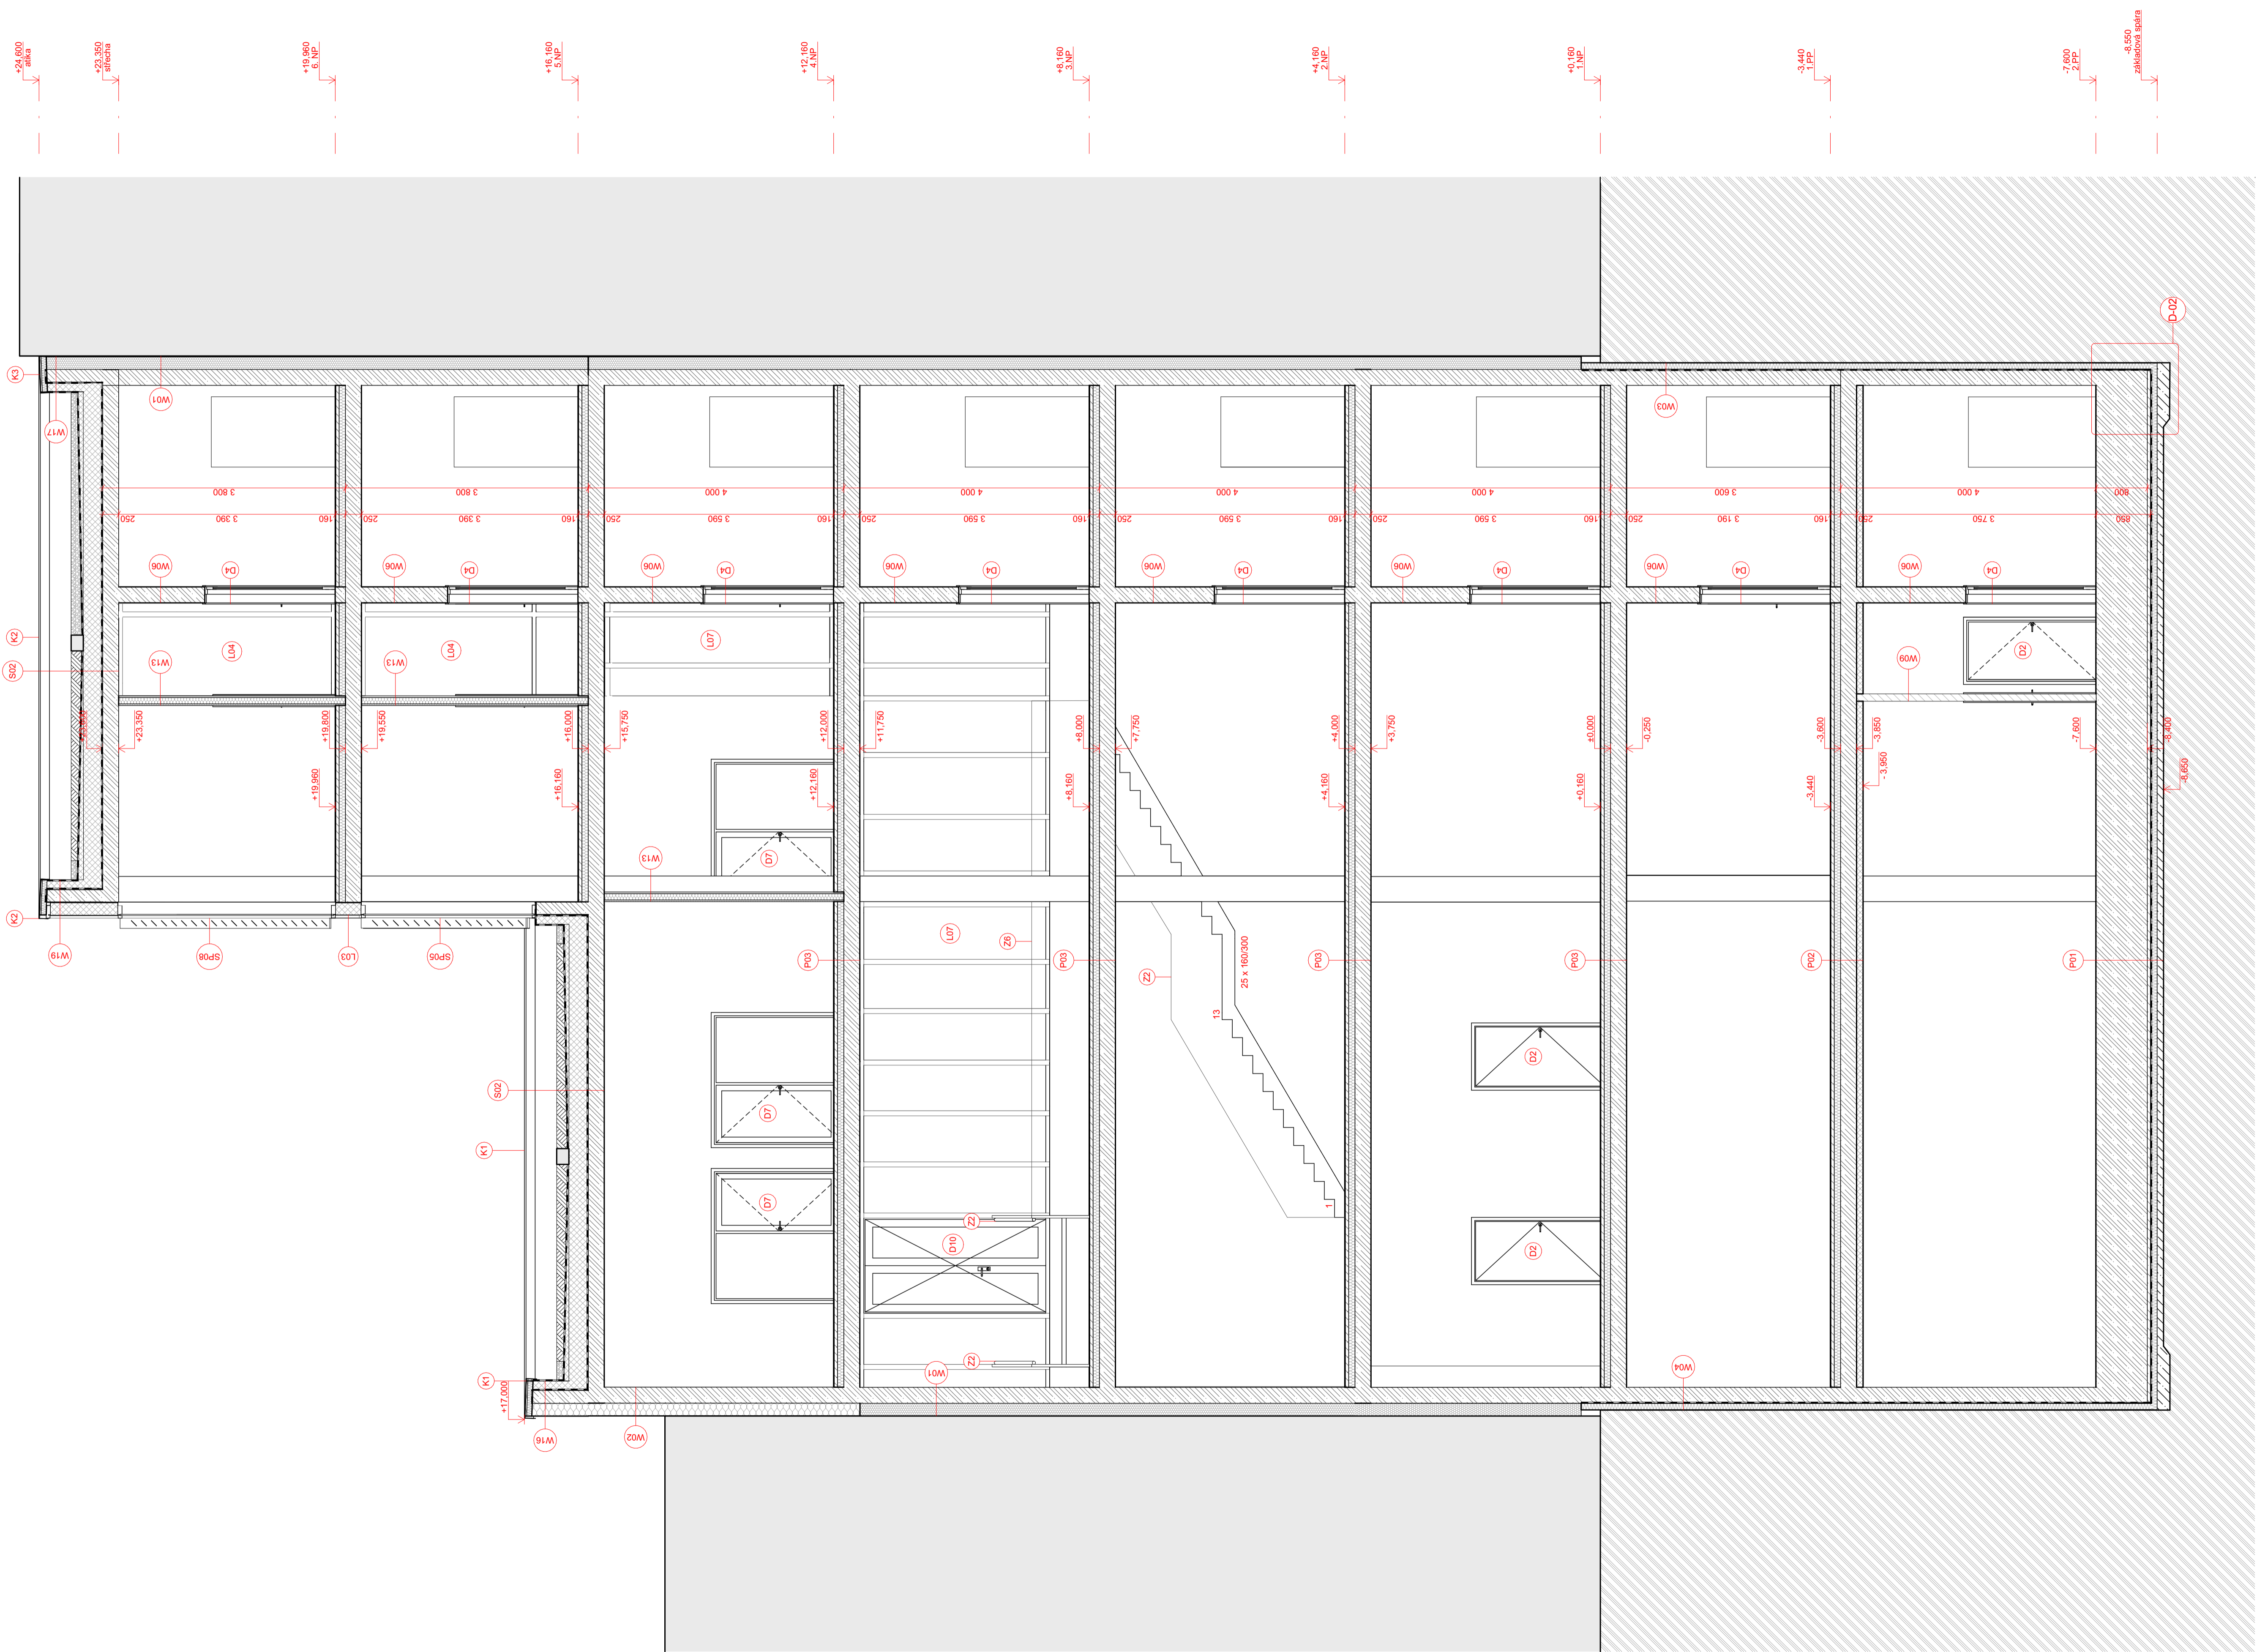 +24,600
atika
+23,350
střecha
+19,960
6. NP
+16,160
5.NP
+12,160
4.NP
+8,160
3.NP
+4,160
2.NP
+0,160
1.NP
-3,440
1.PP
-7,600
2.PP
-8,550
základová spára
D-02
K3
W17
W01
W03
3 800
3 800
4 000
4 000
4 000
4 000
3 600
4 000
800
250
3 390
160
250
3 390
160
250
3 590
160
250
3 590
160
250
3 590
160
250
3 590
160
250
3 190
160
250
3 750
850
W06
D4
W06
D4
W06
D4
W06
D4
W06
D4
W06
D4
W06
D4
W06
D4
K2
S02
W13
L04
W13
L04
L07
W09
D2
+23,350
+19,800
+19,550
+16,000
+15,750
+12,000
+11,750
+8,000
+7,750
+4,000
+3,750
±0,000
-0,250
-3,600
-3,850
-7,600
-8,400
+19,960
+16,160
+12,160
+8,160
+4,160
+0,160
-3,440
- 3,950
-8,650
W13
D7
K2
W19
SP08
L03
SP05
P03
L07
Z6
P03
Z2
25 x 160/300
13
1
P03
P03
P02
P01
S02
K1
D7
D7
D2
D2
Z2
D10
Z2
W01
W04
K1
+17,000
W16
W02